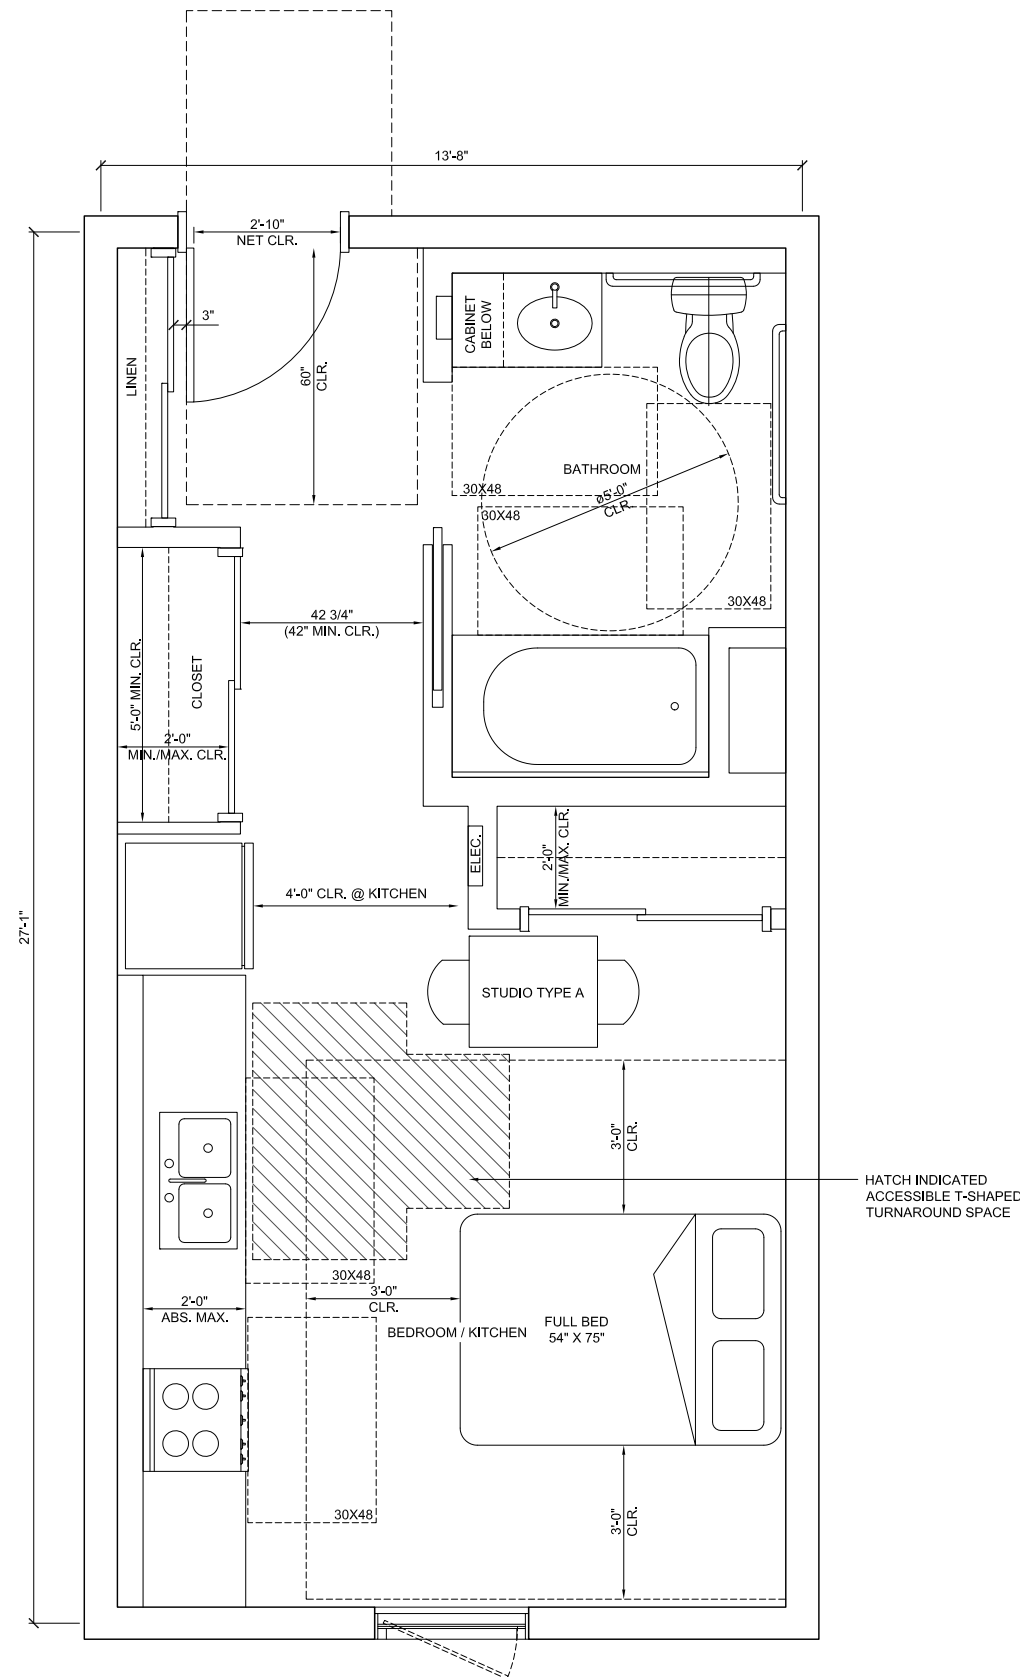 13'-8"
2'-10"
NET CLR.
3"
60"
CLR.
LINEN
CABINET
BELOW
BATHROOM
ø5'-0"
CLR.
30X48
30X48
30X48
42 3/4"
(42" MIN. CLR.)
5'-0" MIN. CLR.
CLOSET
2'-0"
MIN./MAX. CLR.
ELEC.
2'-0"
MIN./MAX. CLR.
4'-0" CLR. @ KITCHEN
27'-1"
STUDIO TYPE A
3'-0"
CLR.
HATCH INDICATED
ACCESSIBLE T-SHAPED
TURNAROUND SPACE
30X48
3'-0"
CLR.
2'-0"
ABS. MAX.
BEDROOM / KITCHEN
FULL BED
54" X 75"
30X48
3'-0"
CLR.